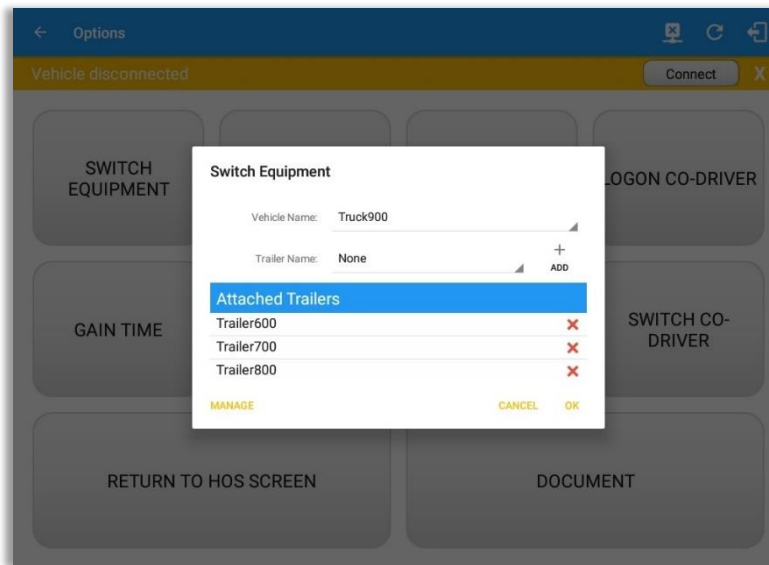 Options
Vehicle disconnected
Connect
X
SWITCH
EQUIPMENT
LOGON CO-DRIVER
Switch Equipment
Vehicle Name: Truck900
Trailer Name: None
ADD
Attached Trailers
Trailer600
Trailer700
Trailer800
MANAGE
CANCEL
OK
GAIN TIME
SWITCH CO-
DRIVER
RETURN TO HOS SCREEN
DOCUMENT